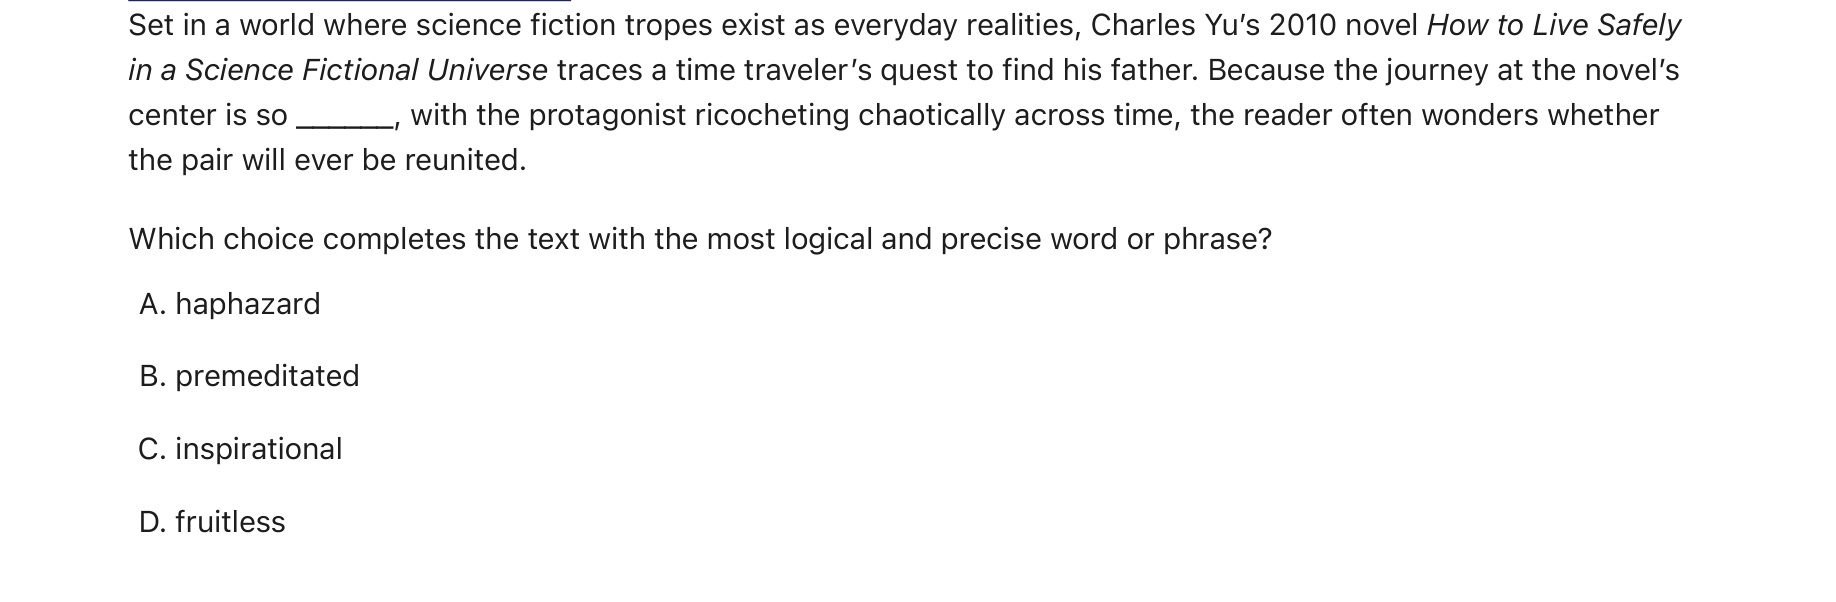 Set in a world where science fiction tropes exist as everyday realities, Charles Yu’s 2010 novel How to Live Safely
in a Science Fictional Universe traces a time traveler’s quest to find his father. Because the journey at the novel’s
center is so ______, with the protagonist ricocheting chaotically across time, the reader often wonders whether
the pair will ever be reunited.
Which choice completes the text with the most logical and precise word or phrase?
A. haphazard
B. premeditated
C. inspirational
D. fruitless